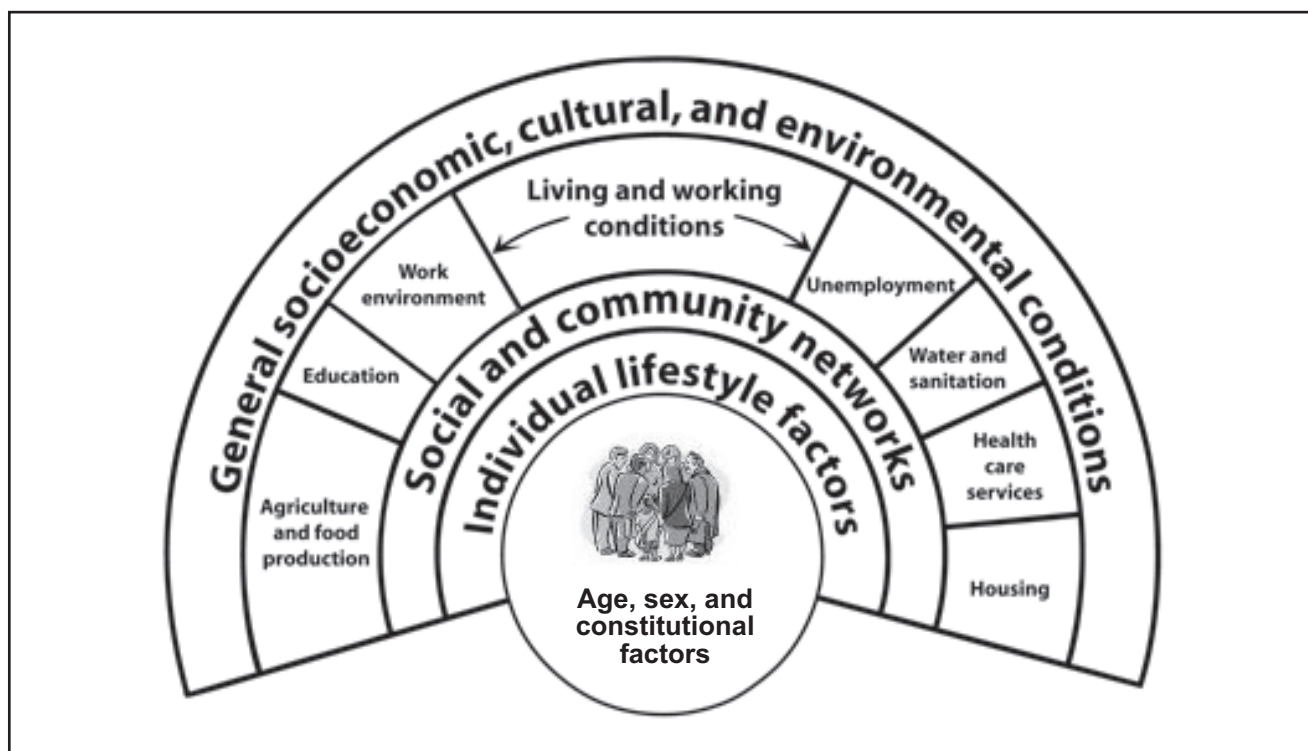 General socioeconomic, cultural, and environmental conditions
Living and working
conditions
Work
environment
Unemployment
Education
Water and
sanitation
Agriculture
and food
production
Health
care
services
Housing
Social and community networks
Individual lifestyle factors
Age, sex, and
constitutional
factors